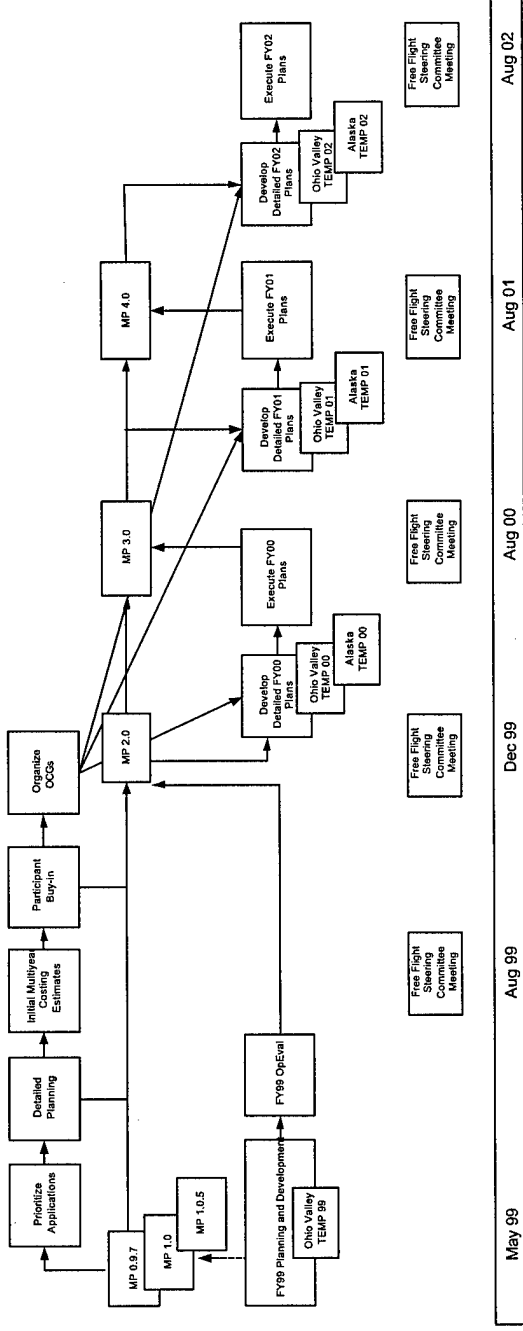 Prioritize
Applications
Detailed
Planning
Initial Multiyear
Costing
Estimates
Participant
Buy-in
Organize
OCGs
MP 0.9.7
MP 1.0
MP 1.0.5
MP 2.0
MP 3.0
MP 4.0
FY99 Planning and Development
Ohio Valley
TEMP 99
FY99 OpEval
Develop
Detailed FY00
Plans
Ohio Valley
TEMP 00
Alaska
TEMP 00
Execute FY00
Plans
Develop
Detailed FY01
Plans
Ohio Valley
TEMP 01
Alaska
TEMP 01
Execute FY01
Plans
Develop
Detailed FY02
Plans
Ohio Valley
TEMP 02
Alaska
TEMP 02
Execute FY02
Plans
Free Flight
Steering
Committee
Meeting
Free Flight
Steering
Committee
Meeting
Free Flight
Steering
Committee
Meeting
Free Flight
Steering
Committee
Meeting
Free Flight
Steering
Committee
Meeting
May 99
Aug 99
Dec 99
Aug 00
Aug 01
Aug 02